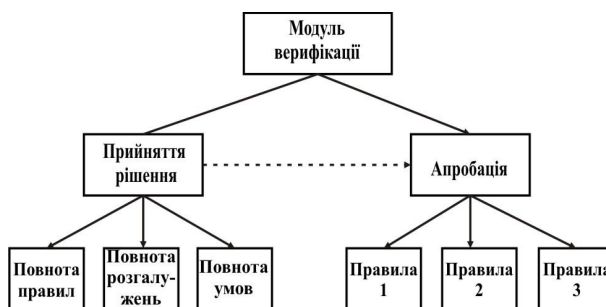 Модуль
верифікації
Прийняття
рішення
Апробація
Повнота
правил
Повнота
розгалу-
жень
Повнота
умов
Правила
1
Правила
2
Правила
3